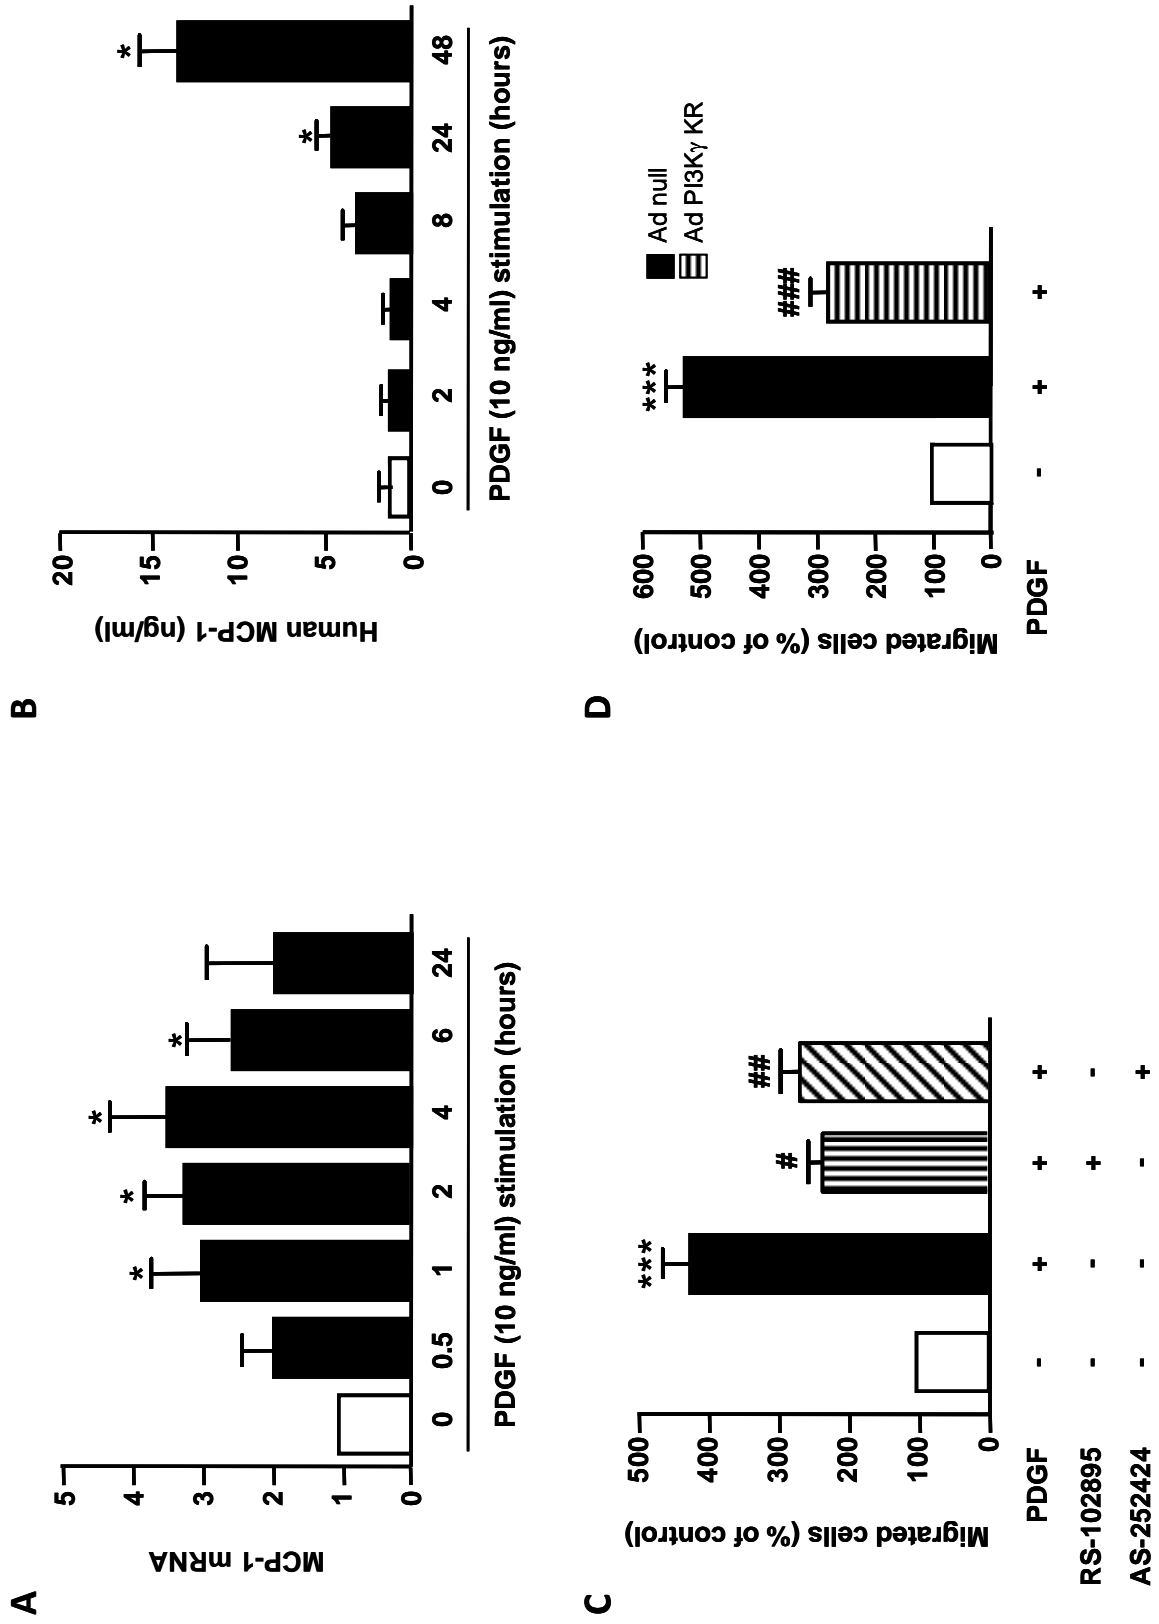 A
MCP-1 mRNA
5
4
3
2
1
0
0 0.5 1 2 4 6 24
* * * *
PDGF (10 ng/ml) stimulation (hours)
B
Human MCP-1 (ng/ml)
20
15
10
5
0
0 2 4 8 24 48
* *
PDGF (10 ng/ml) stimulation (hours)
C
Migrated cells (% of control)
500
400
300
200
100
0
*** # ##
PDGF - + + +
RS-102895 - - + -
AS-252424 - - - +
D
Migrated cells (% of control)
600
500
400
300
200
100
0
*** ###
Ad null
Ad PI3Kγ KR
PDGF - + +